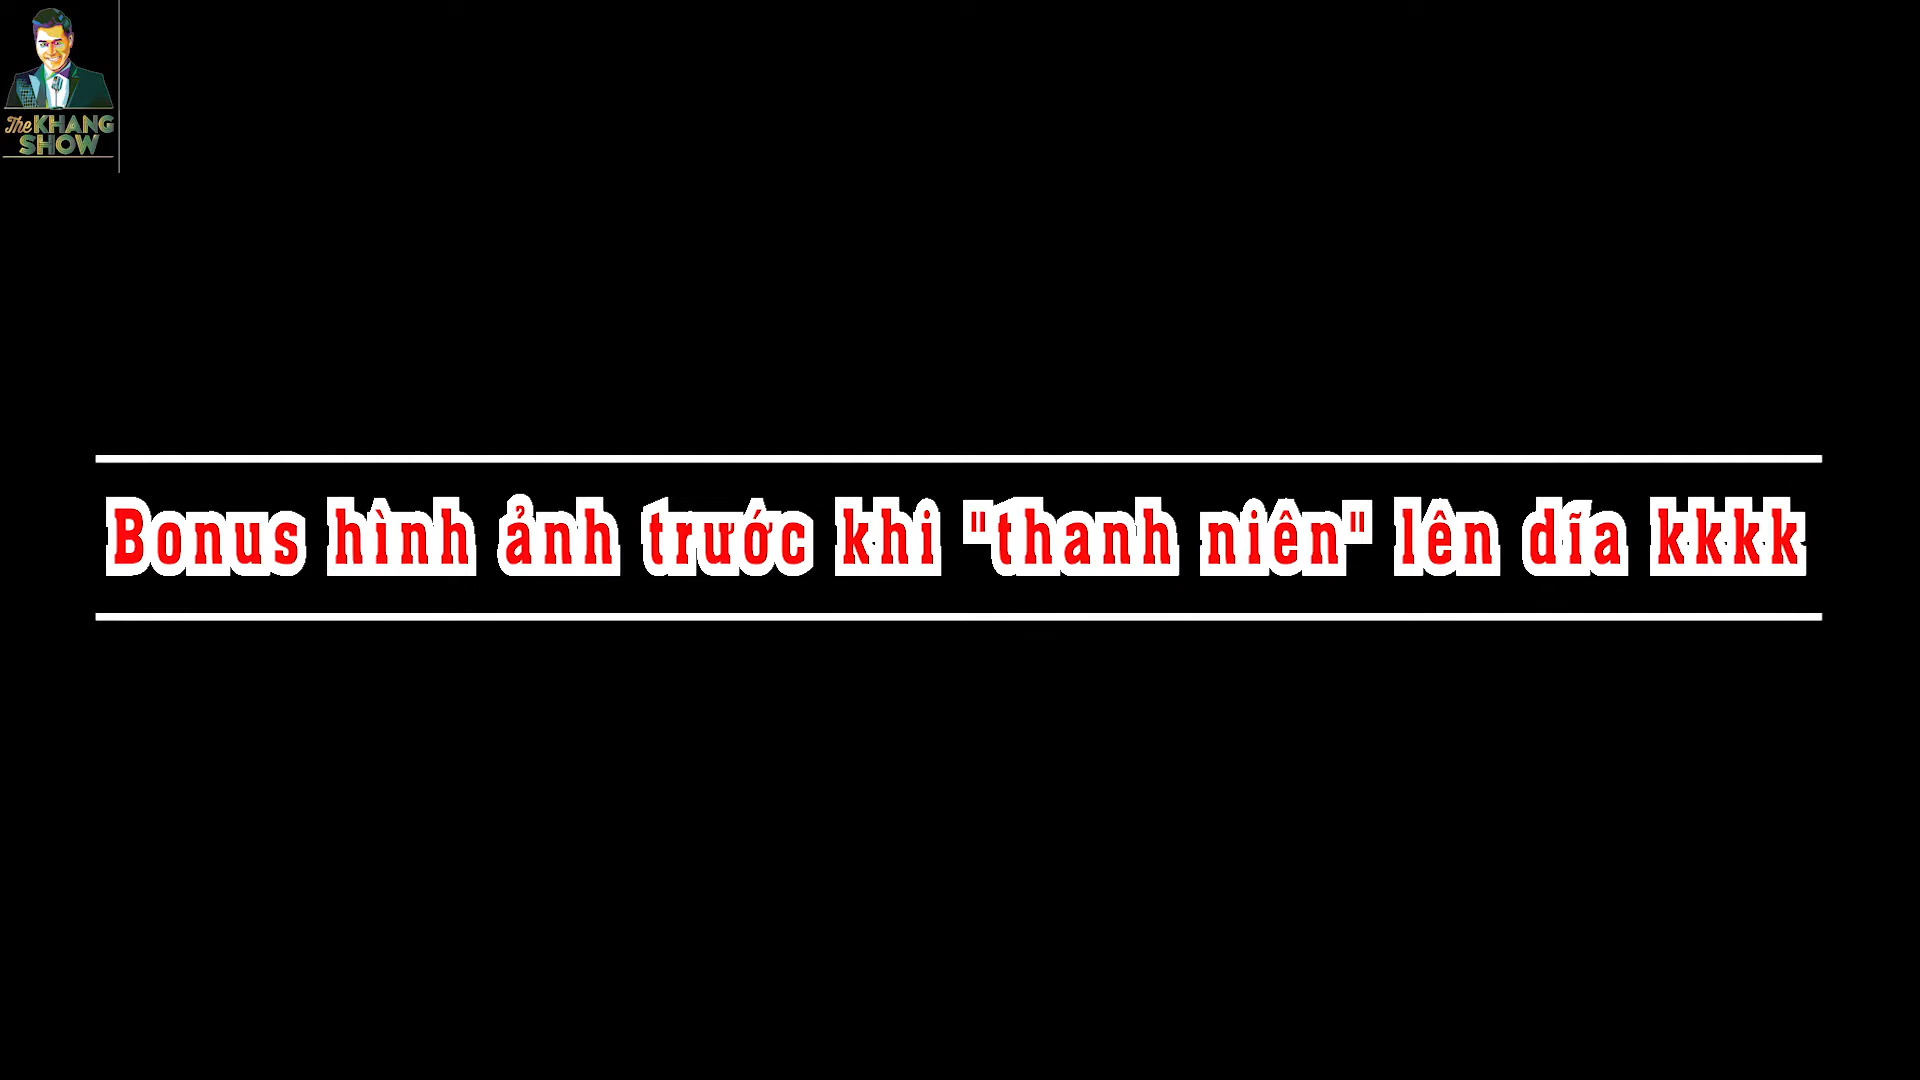 The KHANG
SHOW
Bonus hình ảnh trước khi "thanh niên" lên dĩa kkkk